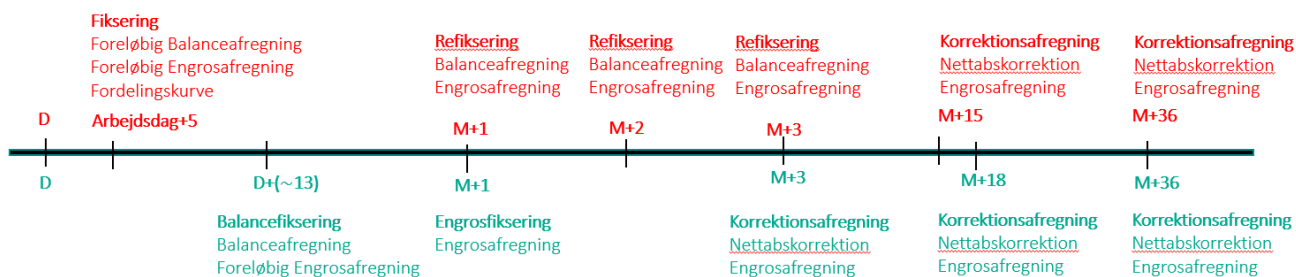 Fiksering
Foreløbig Balanceafregning
Foreløbig Engrosafregning
Fordelingskurve
Arbejdsdag+5
D
Refiksering
Balanceafregning
Engrosafregning
M+1
Refiksering
Balanceafregning
Engrosafregning
M+2
Refiksering
Balanceafregning
Engrosafregning
M+3
Korrektionsafregning
Nettabskorrektion
Engrosafregning
M+15
Korrektionsafregning
Nettabskorrektion
Engrosafregning
M+36
D
D+(~13)
Balancefiksering
Balanceafregning
Foreløbig Engrosafregning
M+1
Engrosfiksering
Engrosafregning
M+3
Korrektionsafregning
Nettabskorrektion
Engrosafregning
M+18
Korrektionsafregning
Nettabskorrektion
Engrosafregning
M+36
Korrektionsafregning
Nettabskorrektion
Engrosafregning